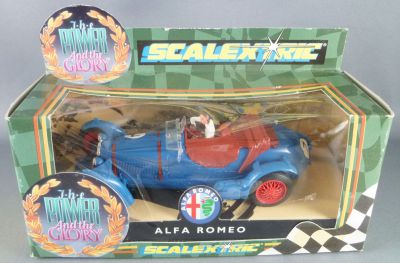 The
POWER
And the
GLORY
SCALEXTRIC
The
POWER
And the
GLORY
ALFA ROMEO
ALFA ROMEO
SCALEXTRIC